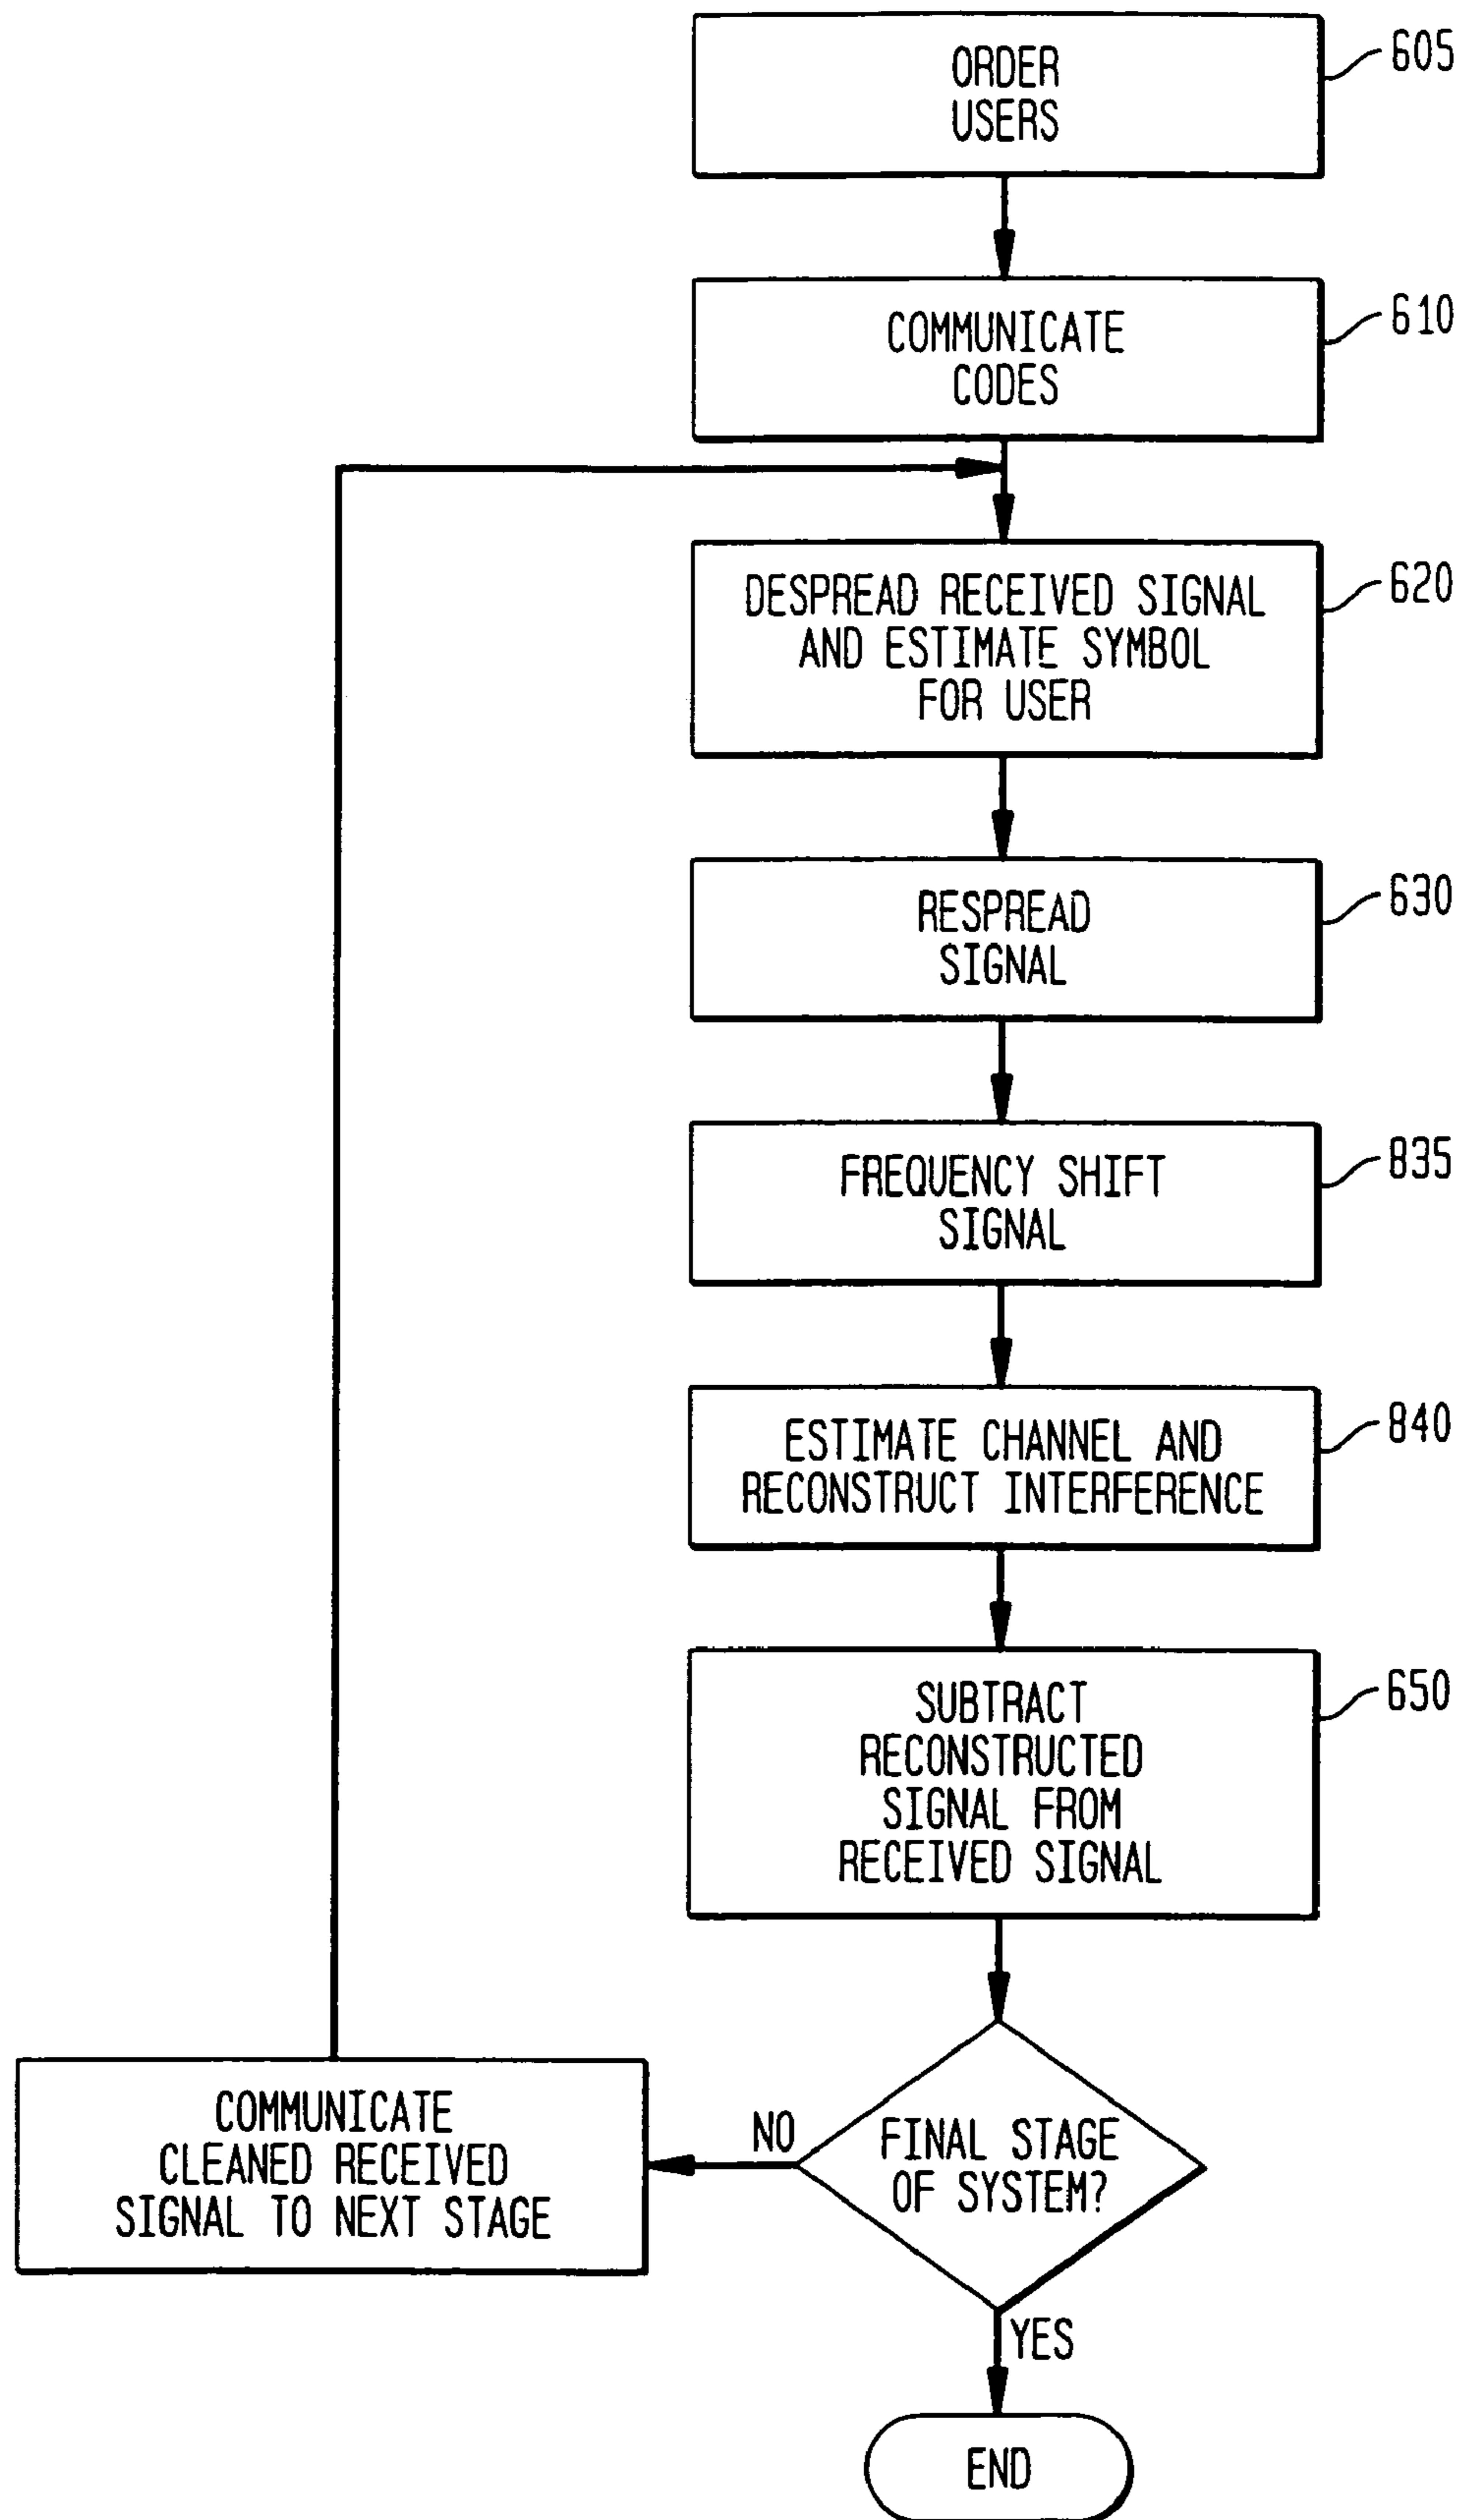 ORDER
USERS
605
COMMUNICATE
CODES
610
DESPREAD RECEIVED SIGNAL
AND ESTIMATE SYMBOL
FOR USER
620
RESPREAD
SIGNAL
630
FREQUENCY SHIFT
SIGNAL
835
ESTIMATE CHANNEL AND
RECONSTRUCT INTERFERENCE
840
SUBTRACT
RECONSTRUCTED
SIGNAL FROM
RECEIVED SIGNAL
650
FINAL STAGE
OF SYSTEM?
NO
COMMUNICATE
CLEANED RECEIVED
SIGNAL TO NEXT STAGE
YES
END